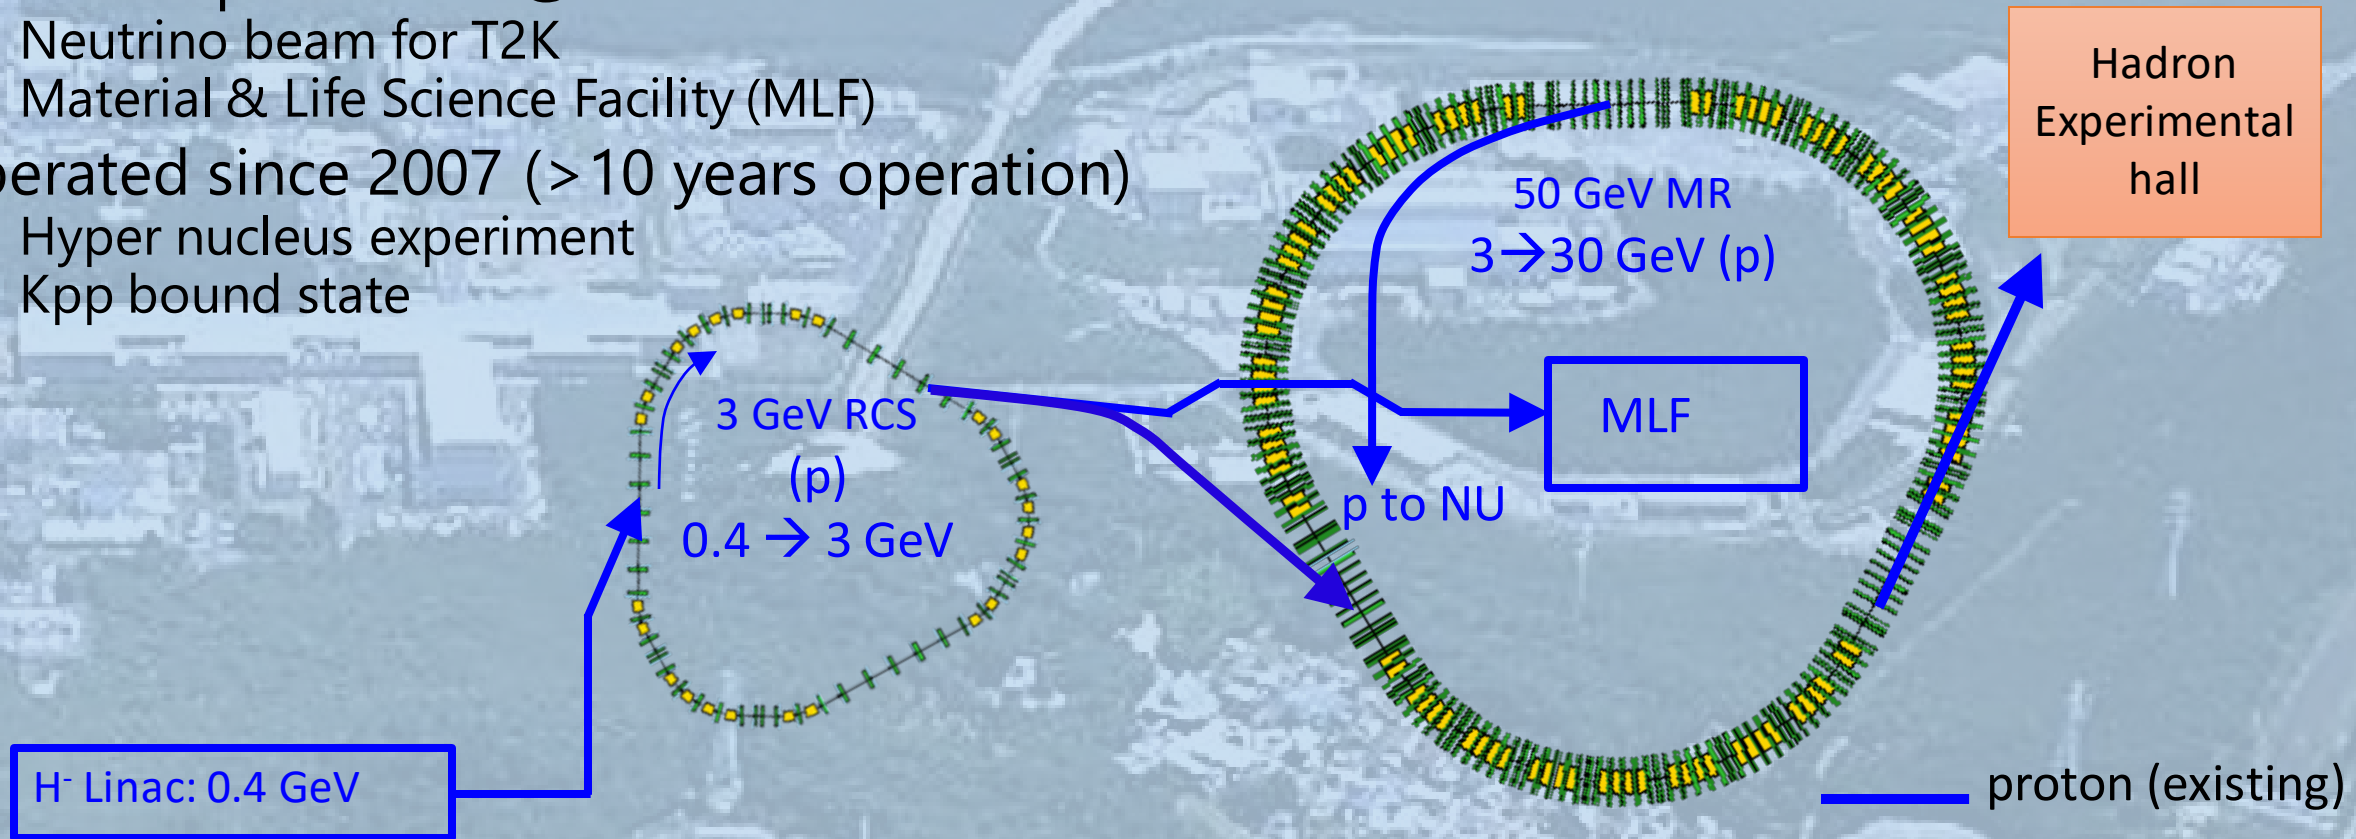 Neutrino beam for T2K
Material & Life Science Facility (MLF)
perated since 2007 (>10 years operation)
Hyper nucleus experiment
Kpp bound state
Hadron
Experimental
hall
50 GeV MR
3→30 GeV (p)
3 GeV RCS
(p)
0.4 → 3 GeV
MLF
p to NU
H- Linac: 0.4 GeV
proton (existing)